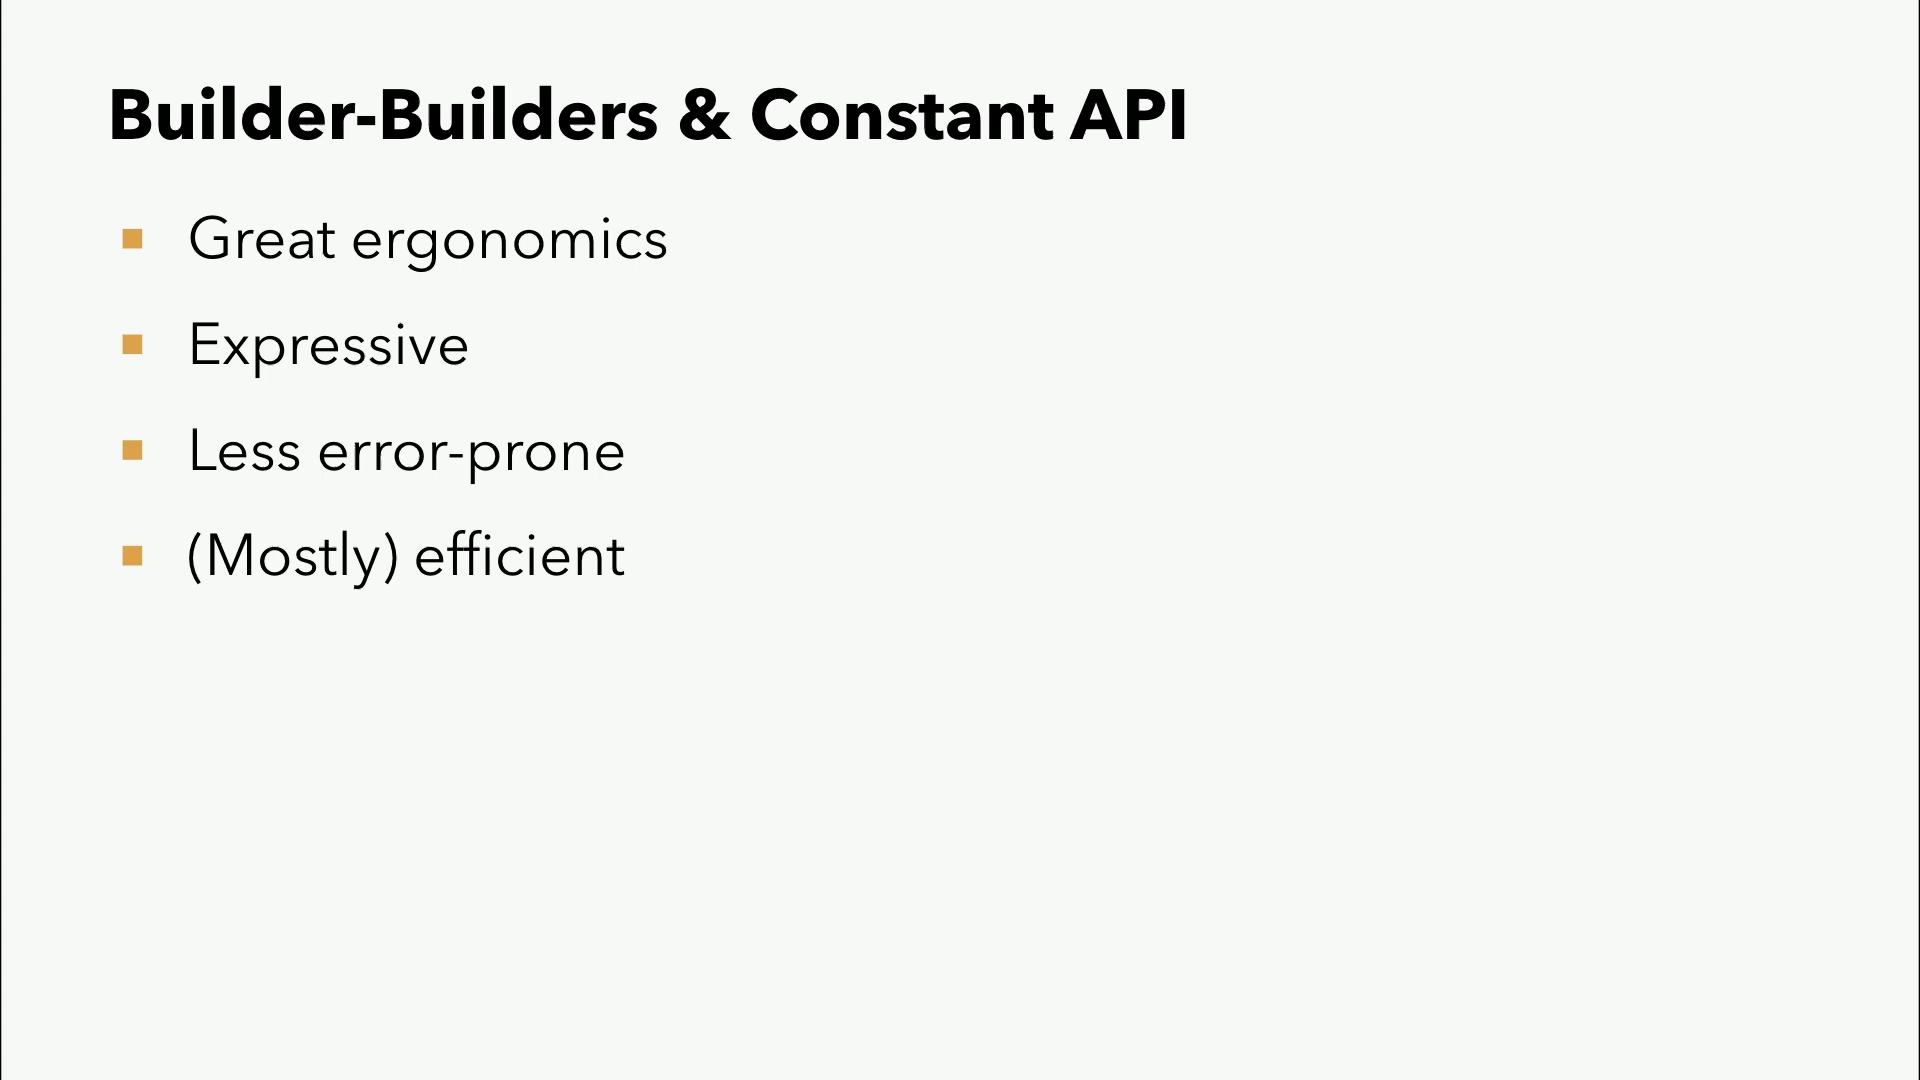 Builder-Builders & Constant API
Great ergonomics
Expressive
Less error-prone
(Mostly) efficient